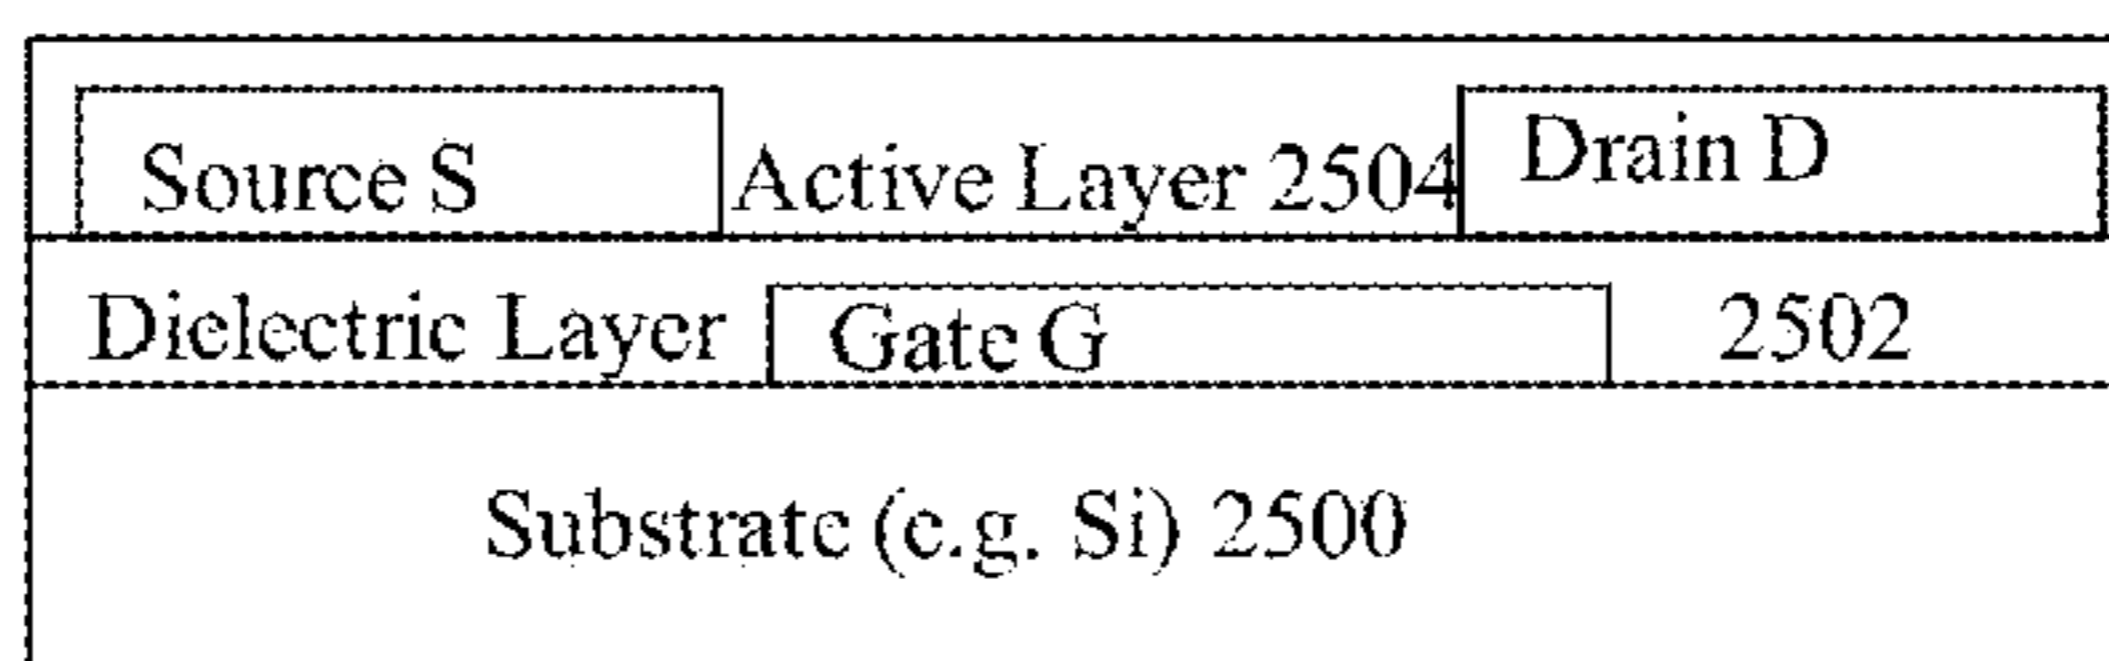 Source S Active Layer 2504 Drain D
Dielectric Layer Gate G 2502
Substrate (e.g. Si) 2500